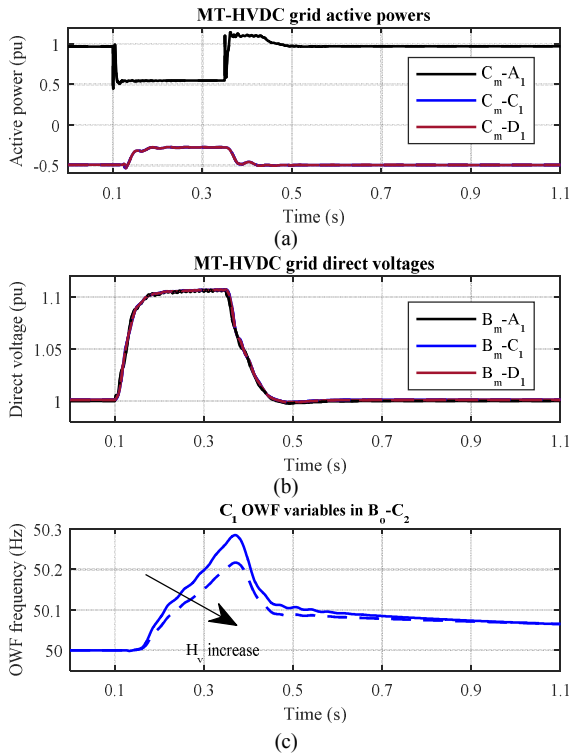 MT-HVDC grid active powers
Active power (pu)
1
0.5
0
-0.5
C_m-A_1
C_m-C_1
C_m-D_1
0.1 0.3 0.5 0.7 0.9 1.1
Time (s)
(a)
MT-HVDC grid direct voltages
Direct voltage (pu)
1.1
1.05
1
B_m-A_1
B_m-C_1
B_m-D_1
0.1 0.3 0.5 0.7 0.9 1.1
Time (s)
(b)
C_1 OWF variables in B_o-C_2
OWF frequency (Hz)
50.3
50.2
50.1
50
H_v increase
0.1 0.3 0.5 0.7 0.9 1.1
Time (s)
(c)